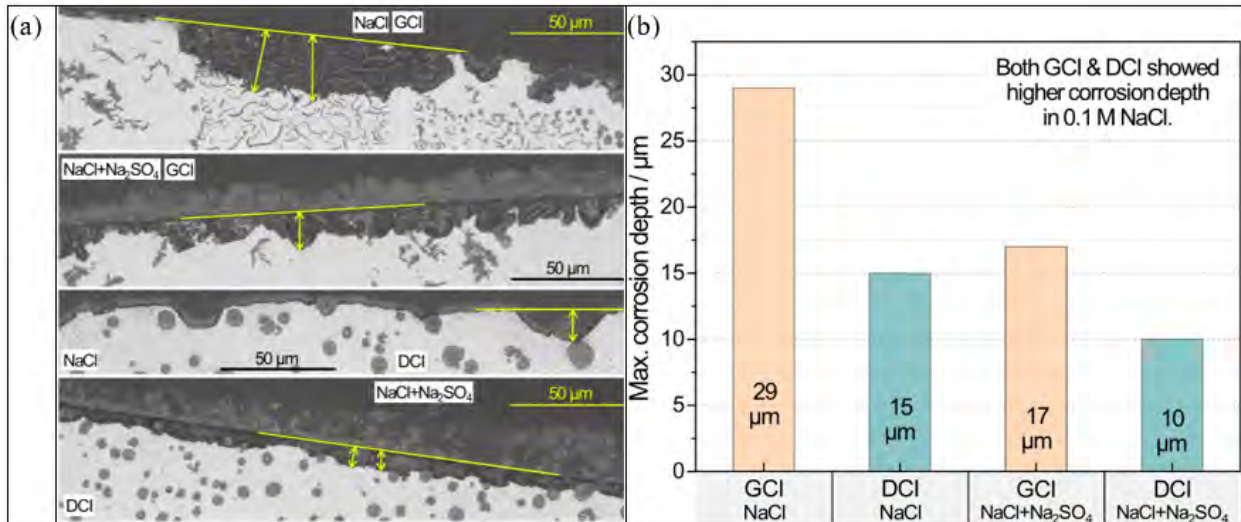 (a)
NaCl GCI
50 µm
NaCl+Na₂SO₄ GCI
50 µm
NaCl
50 µm
DCI
NaCl+Na₂SO₄
50 µm
DCI
(b)
Both GCI & DCI showed
higher corrosion depth
in 0.1 M NaCl.
Max. corrosion depth / µm
30
25
20
15
10
5
0
29
µm
15
µm
17
µm
10
µm
GCI
NaCl
DCI
NaCl
GCI
NaCl+Na₂SO₄
DCI
NaCl+Na₂SO₄